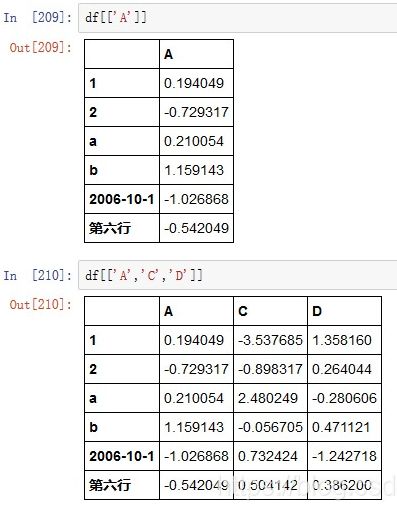 In [209]: df[['A']]
Out[209]:
A
1 0.194049
2 -0.729317
a 0.210054
b 1.159143
2006-10-1 -1.026868
第六行 -0.542049
In [210]: df[['A','C','D']]
Out[210]:
A C D
1 0.194049 -3.537685 1.358160
2 -0.729317 -0.898317 0.264044
a 0.210054 2.480249 -0.280606
b 1.159143 -0.056705 0.471121
2006-10-1 -1.026868 0.732424 -1.242718
第六行 -0.542049 0.504142 0.386200